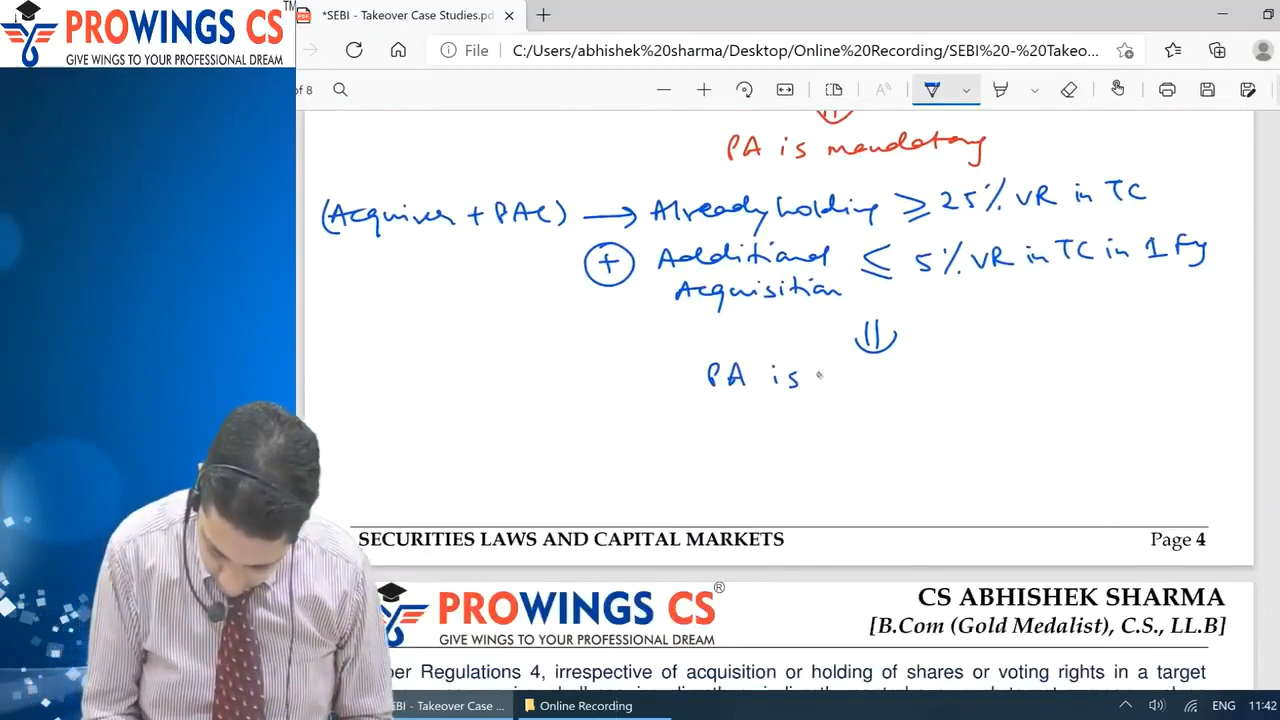 PROWINGS CS™
GIVE WINGS TO YOUR PROFESSIONAL DREAM
*SEBI - Takeover Case Studies.pd
File
C:/Users/abhishek%20sharma/Desktop/Online%20Recording/SEBI%20-%20Takeo...
of 8
PA is mandatory
(Acquirer + PAC) → Already holding ≥ 25% VR in TC
+ Additional ≤ 5% VR in TC in 1 Fy
Acquisition
PA is
SECURITIES LAWS AND CAPITAL MARKETS
Page 4
PROWINGS CS®
GIVE WINGS TO YOUR PROFESSIONAL DREAM
CS ABHISHEK SHARMA
[B.Com (Gold Medalist), C.S., LL.B]
per Regulations 4, irrespective of acquisition or holding of shares or voting rights in a target
EBI - Takeover Case ...
Online Recording
ENG
11:42